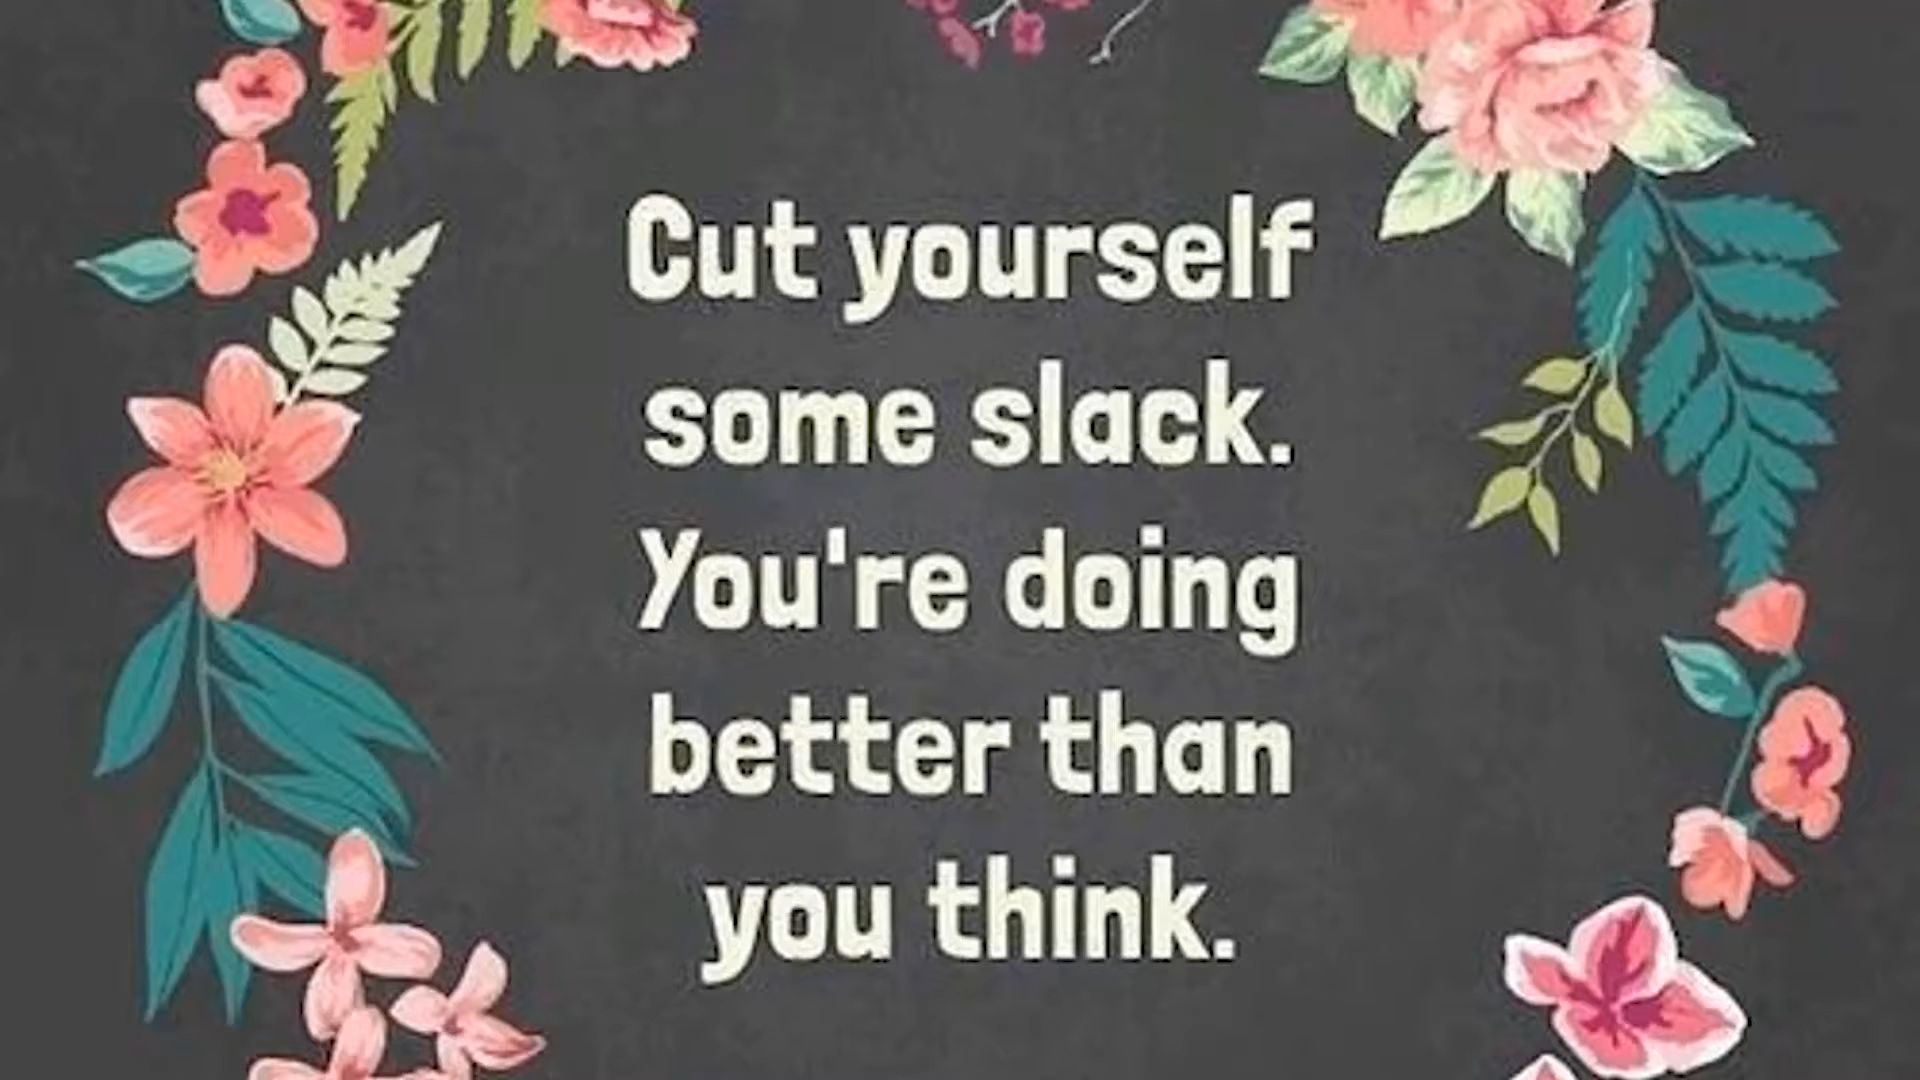 Cut yourself
some slack.
You're doing
better than
you think.